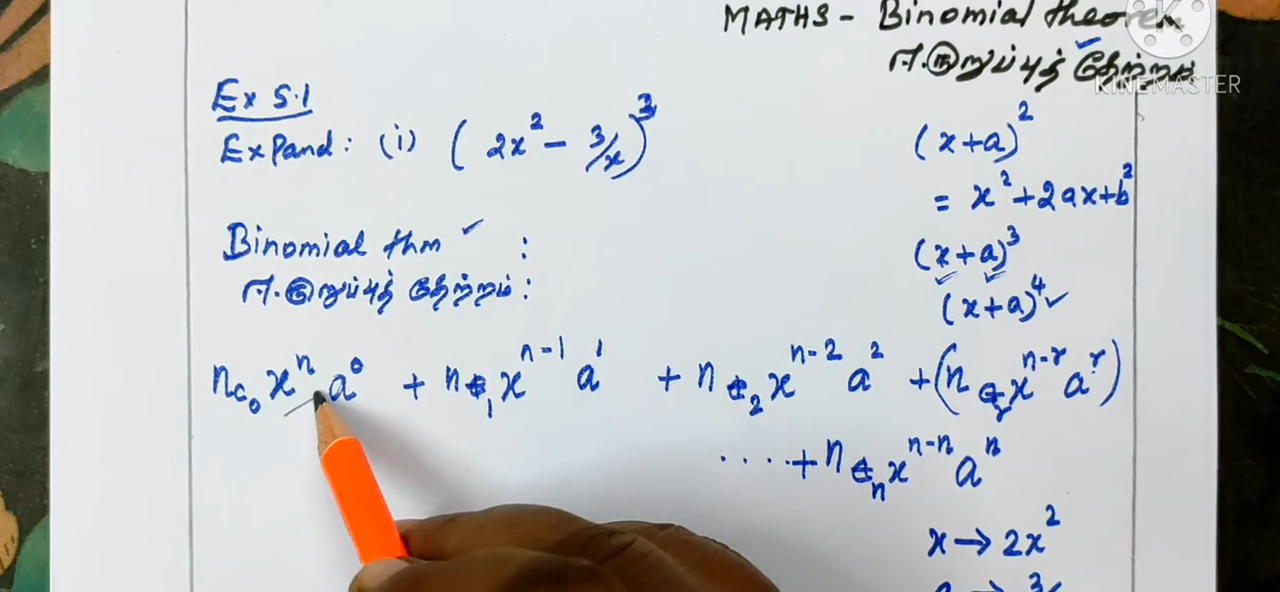 MATHS - Binomial theorem
ஈ.உறுப்புத் தேற்றம்
KINEMASTER
Ex 5.1
Expand: (i) (2x² - 3/x)³
(x+a)²
= x² + 2ax + b²
Binomial thm ✓ :
ஈ.உறுப்புத் தேற்றம்:
(x+a)³
(x+a)⁴ ✓
nc₀ xⁿ a⁰ + nc₁ xⁿ⁻¹ a¹ + nc₂ xⁿ⁻² a² + (ncᵣ xⁿ⁻ʳ aʳ)
....+ ncₙ xⁿ⁻ⁿ aⁿ
x → 2x²